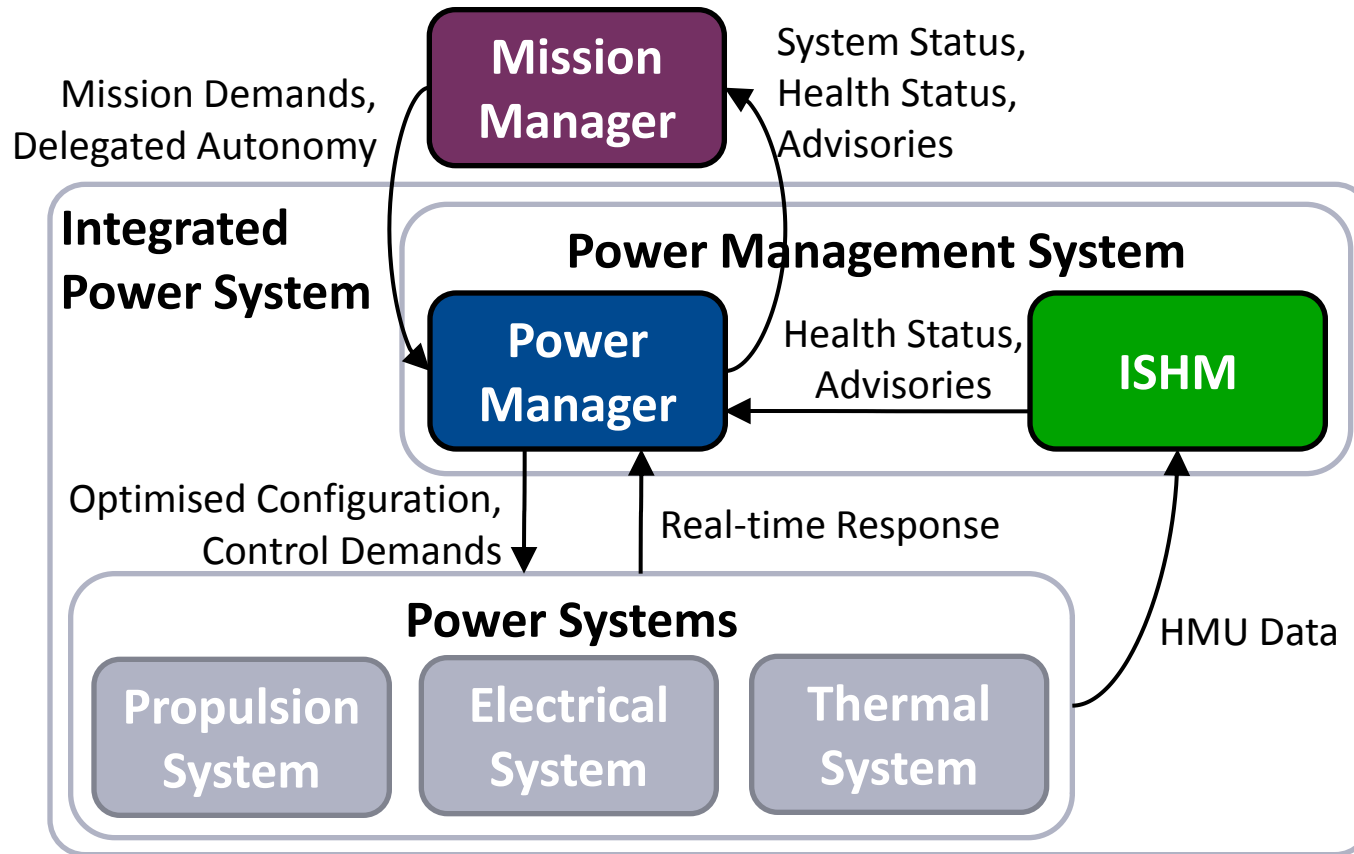 Mission
Manager
System Status,
Health Status,
Advisories
Mission Demands,
Delegated Autonomy
Integrated
Power System
Power Management System
Power
Manager
Health Status,
Advisories
ISHM
Optimised Configuration,
Control Demands
Real-time Response
HMU Data
Power Systems
Propulsion
System
Electrical
System
Thermal
System